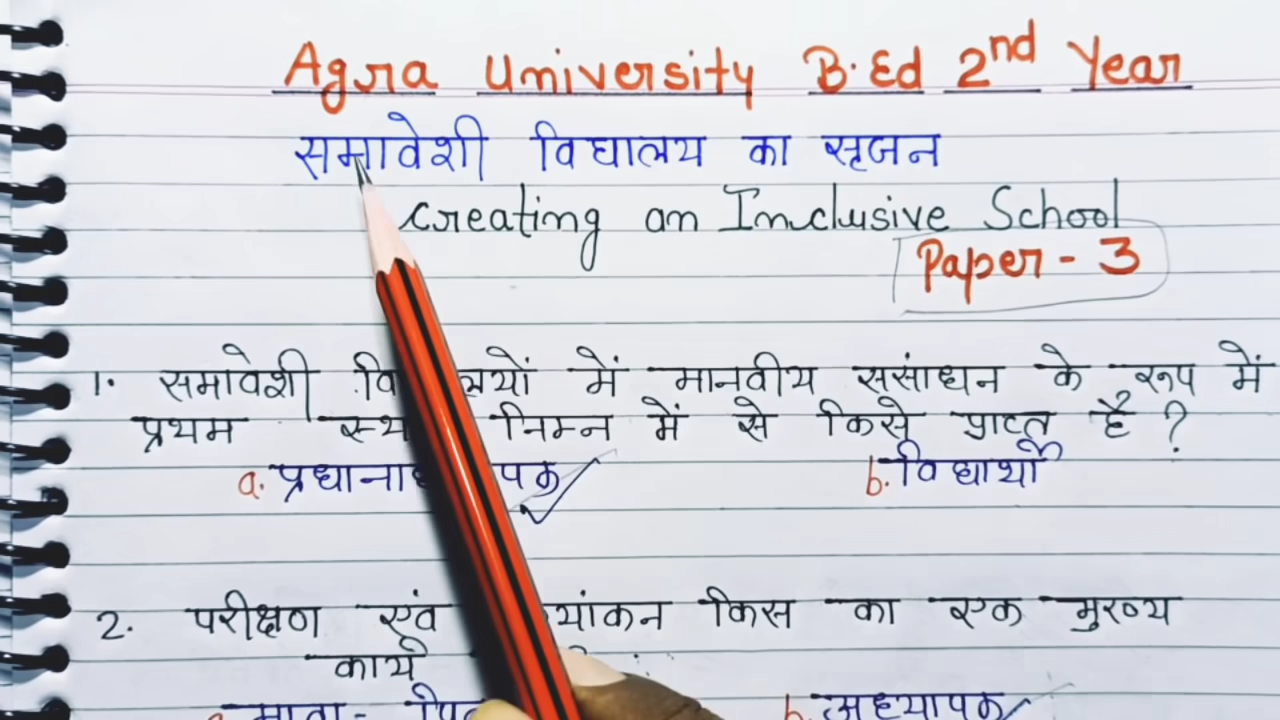 Agra University B.Ed 2nd Year
समावेशी विद्यालय का सृजन
creating an Inclusive School
Paper - 3
1. समावेशी में मानवीय संसाधन के रूप में
प्रथम निम्न में से किसे प्राप्त है ?
a. b. विद्यार्थी
2. परीक्षण एवं किस का एक मुख्य
कार्य
b. अध्यापक